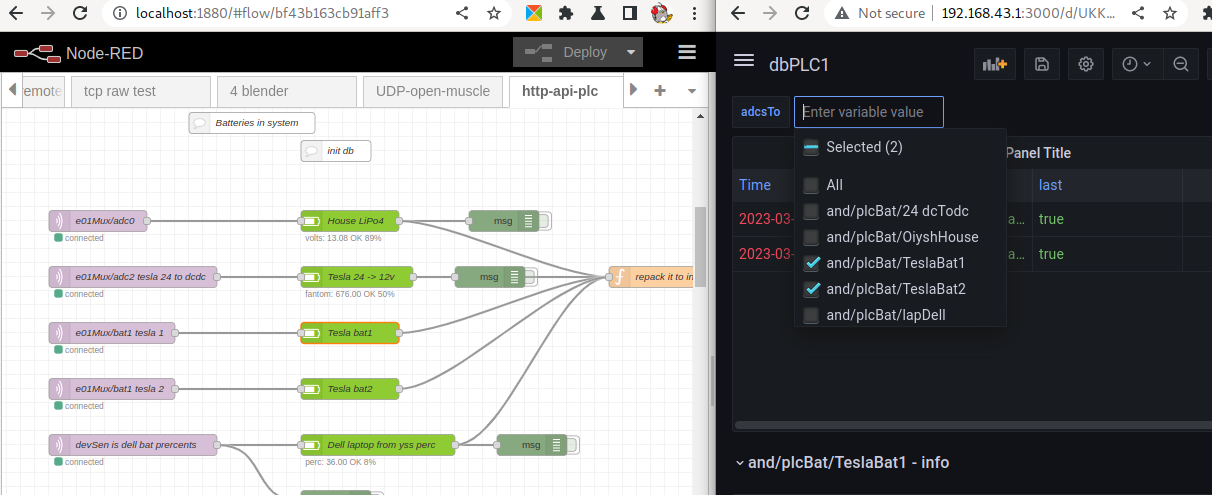 localhost:1880/#flow/bf43b163cb91aff3
Node-RED
Deploy
emote
tcp raw test
4 blender
UDP-open-muscle
http-api-plc
Batteries in system
init db
e01Mux/adc0
connected
House LiPo4
volts: 13.08 OK 89%
msg
e01Mux/adc2 tesla 24 to dcdc
connected
Tesla 24 -> 12v
fantom: 676.00 OK 50%
msg
repack it to in
e01Mux/bat1 tesla 1
connected
Tesla bat1
e01Mux/bat1 tesla 2
connected
Tesla bat2
devSen is dell bat prercents
connected
Dell laptop from yss perc
perc: 36.00 OK 8%
msg
Not secure
192.168.43.1:3000/d/UKK...
dbPLC1
adcsTo
Enter variable value
Selected (2)
All
and/plcBat/24 dcTodc
and/plcBat/OiyshHouse
and/plcBat/TeslaBat1
and/plcBat/TeslaBat2
and/plcBat/lapDell
Panel Title
Time
last
2023-03-
a...
true
2023-03-
a...
true
and/plcBat/TeslaBat1 - info